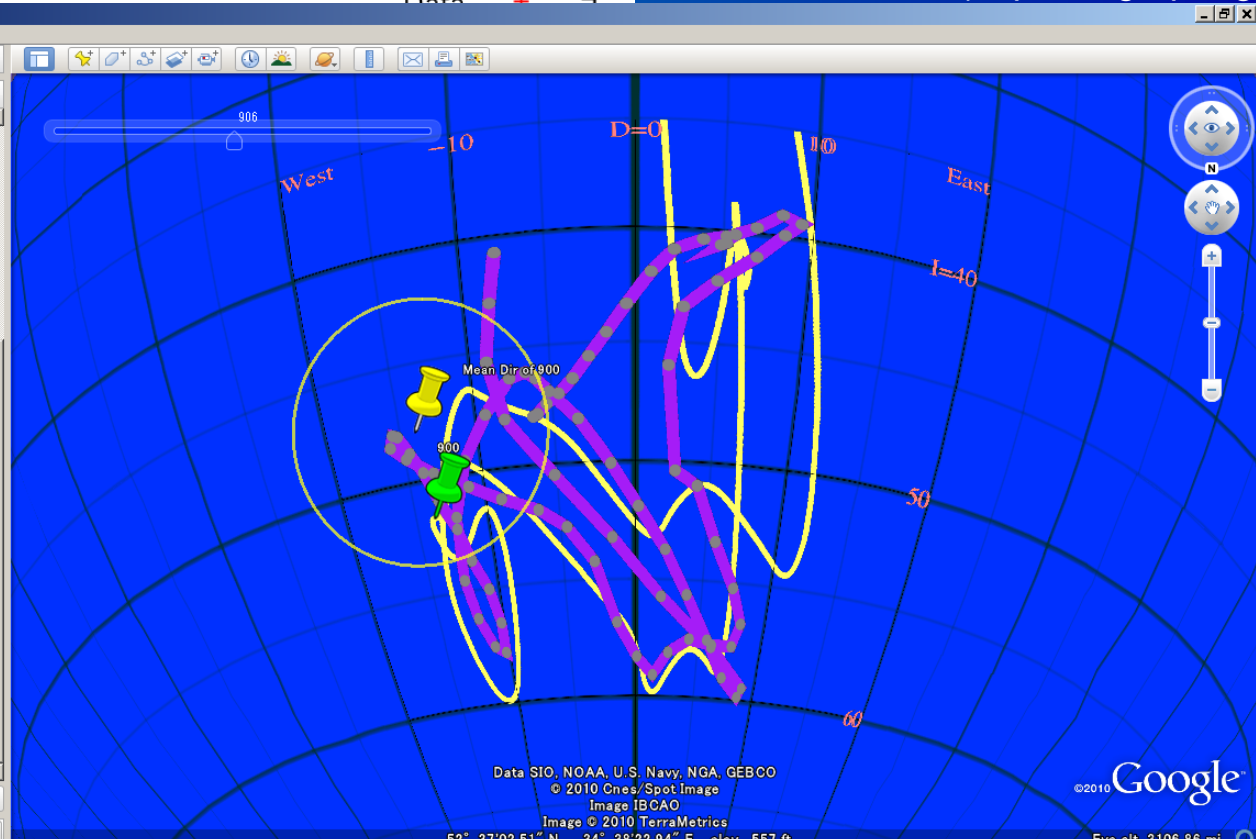 Data
906
D=0
-10
10
West
East
I=40
Mean Dir of 900
900
50
60
Data SIO, NOAA, U.S. Navy, NGA, GEBCO
© 2010 Cnes/Spot Image
Image IBCAO
Image © 2010 TerraMetrics
©2010 Google
N